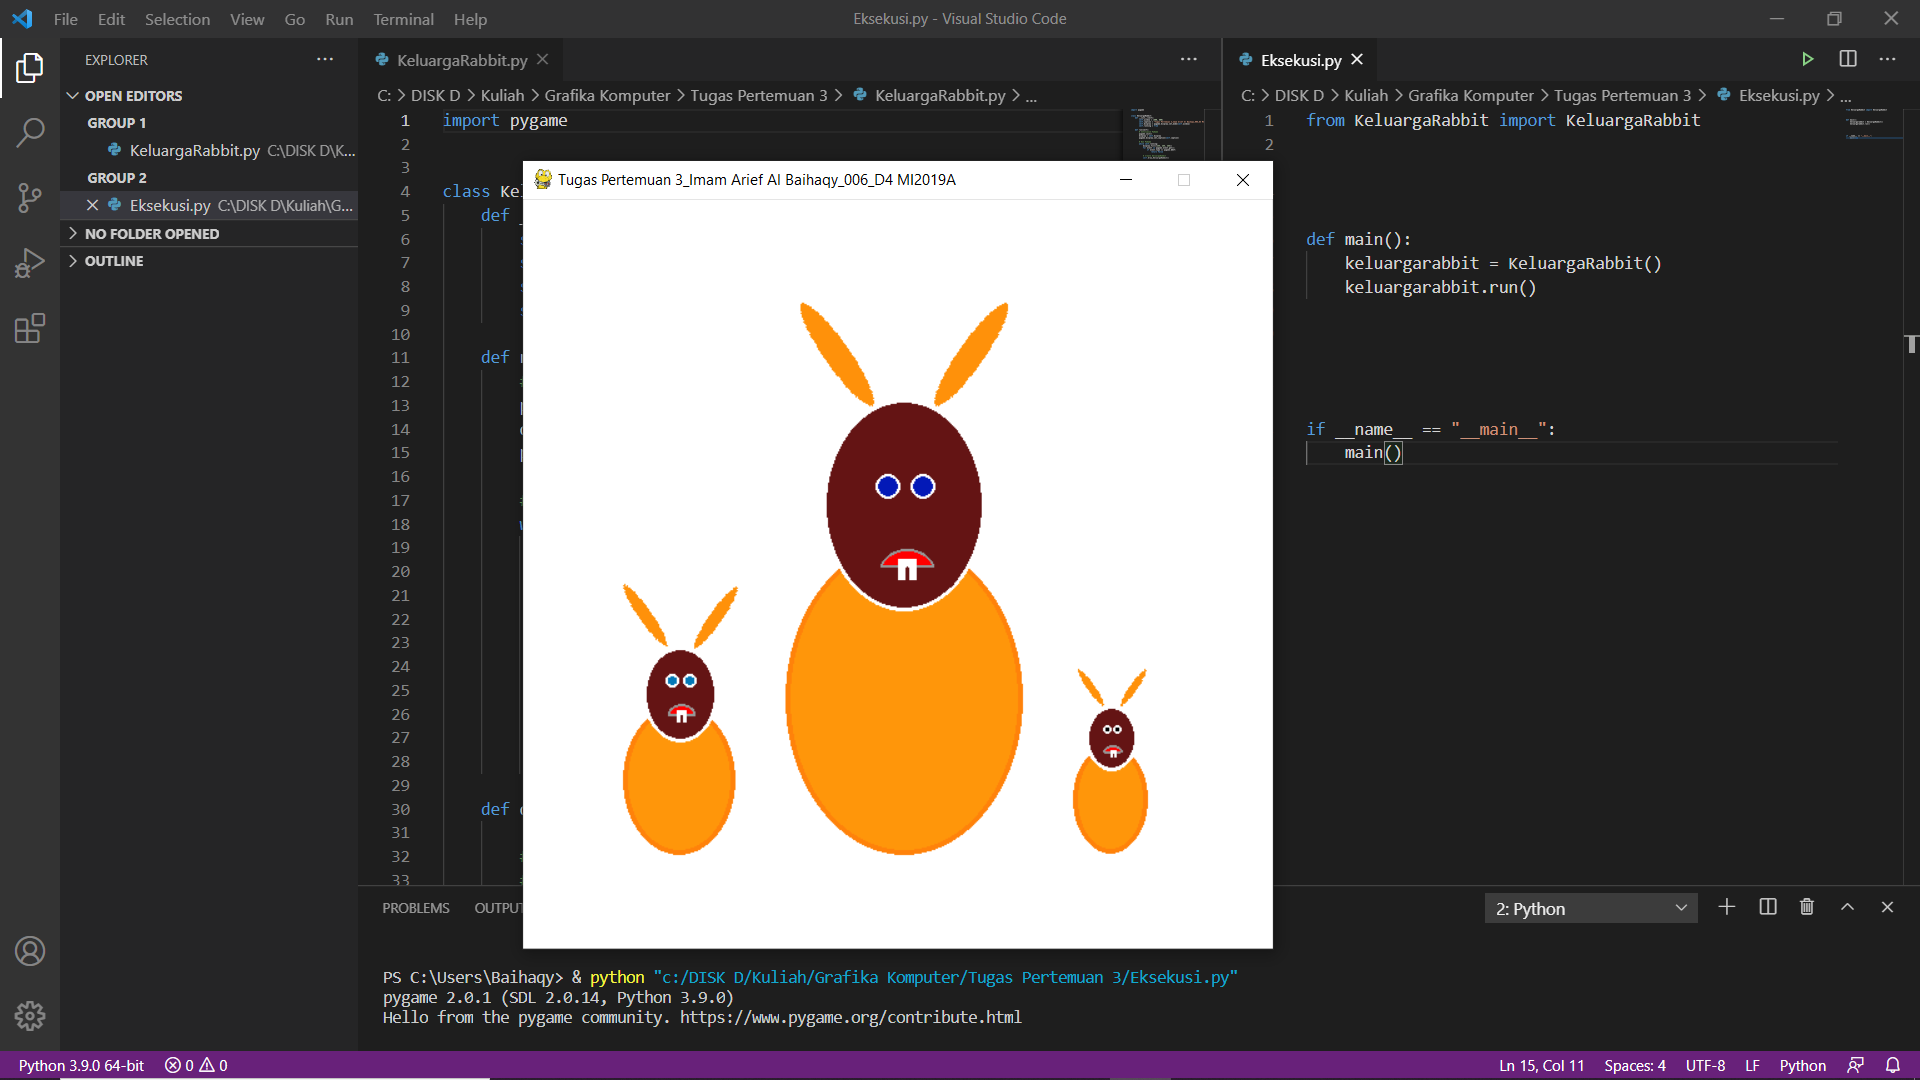 File Edit Selection View Go Run Terminal Help
Eksekusi.py - Visual Studio Code
EXPLORER
OPEN EDITORS
GROUP 1
KeluargaRabbit.py C:\DISK D\K...
GROUP 2
Eksekusi.py C:\DISK D\Kuliah\G...
NO FOLDER OPENED
OUTLINE
KeluargaRabbit.py
C: > DISK D > Kuliah > Grafika Komputer > Tugas Pertemuan 3 > KeluargaRabbit.py > ...
1 import pygame
2
3
4 class Ke
5 def _
6
7
8
9
10
11 def
12
13
14
15
16
17
18
19
20
21
22
23
24
25
26
27
28
29
30 def
31
32
33
Tugas Pertemuan 3_Imam Arief Al Baihaqy_006_D4 MI2019A
Eksekusi.py
C: > DISK D > Kuliah > Grafika Komputer > Tugas Pertemuan 3 > Eksekusi.py > ...
1 from KeluargaRabbit import KeluargaRabbit
2
def main():
keluargarabbit = KeluargaRabbit()
keluargarabbit.run()
if __name__ == "__main__":
main()
PROBLEMS OUTPUT
2: Python
PS C:\Users\Baihaqy> & python "c:/DISK D/Kuliah/Grafika Komputer/Tugas Pertemuan 3/Eksekusi.py"
pygame 2.0.1 (SDL 2.0.14, Python 3.9.0)
Hello from the pygame community. https://www.pygame.org/contribute.html
Python 3.9.0 64-bit 0 0
Ln 15, Col 11 Spaces: 4 UTF-8 LF Python